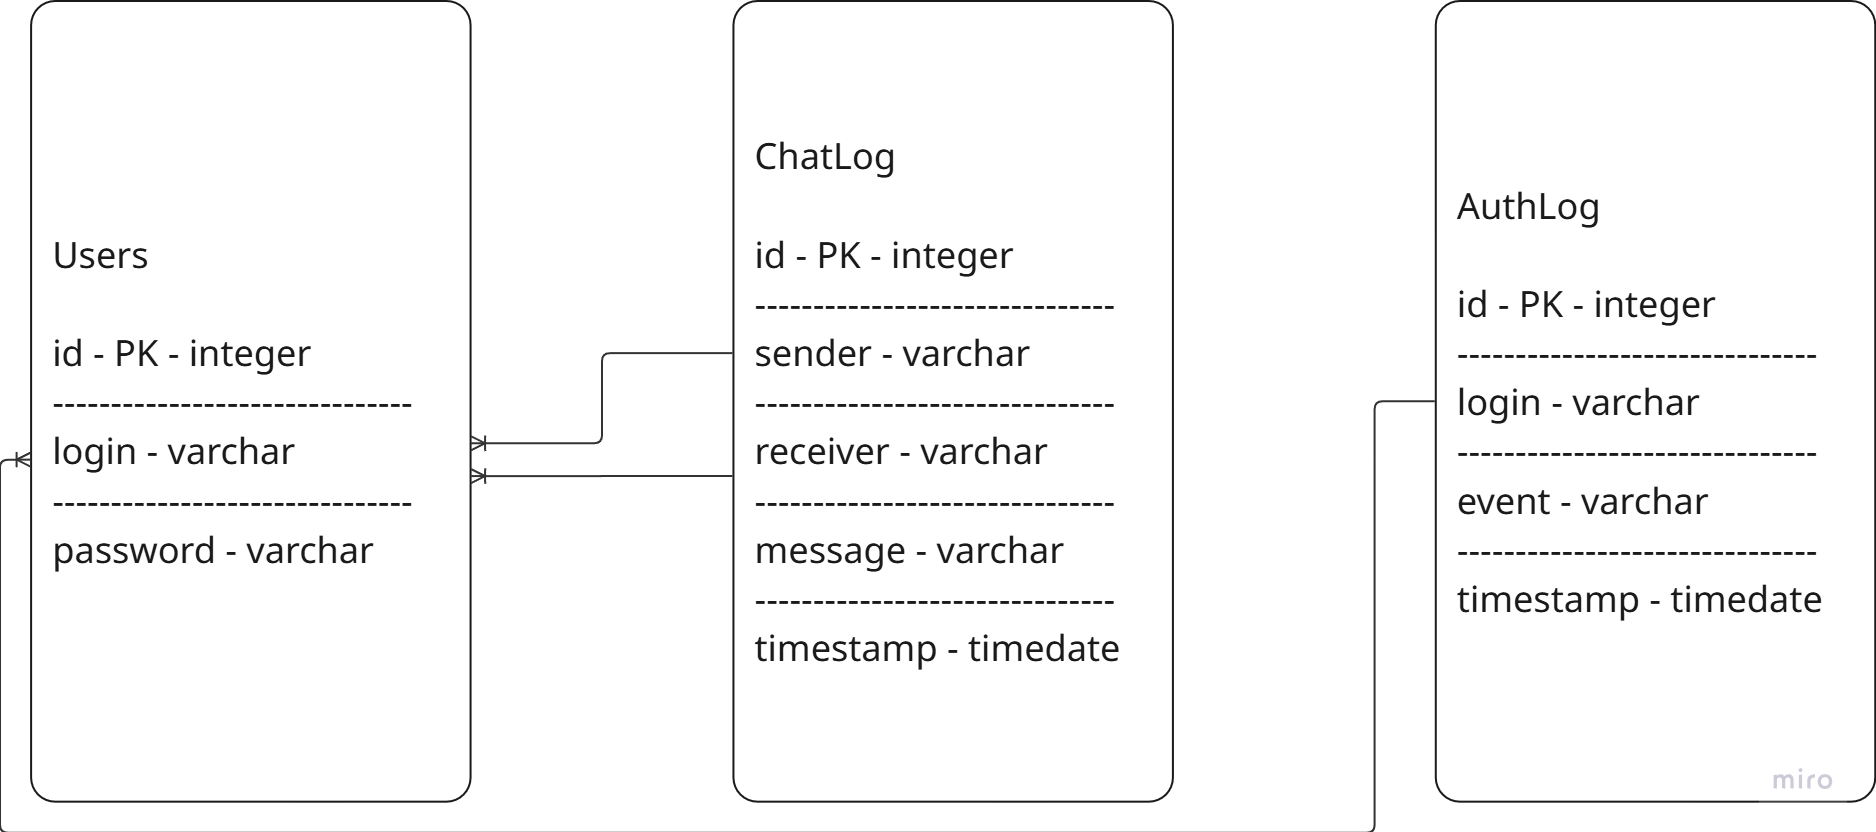 Users
id - PK - integer
------------------------------
login - varchar
------------------------------
password - varchar
ChatLog
id - PK - integer
------------------------------
sender - varchar
------------------------------
receiver - varchar
------------------------------
message - varchar
------------------------------
timestamp - timedate
AuthLog
id - PK - integer
------------------------------
login - varchar
------------------------------
event - varchar
------------------------------
timestamp - timedate
miro